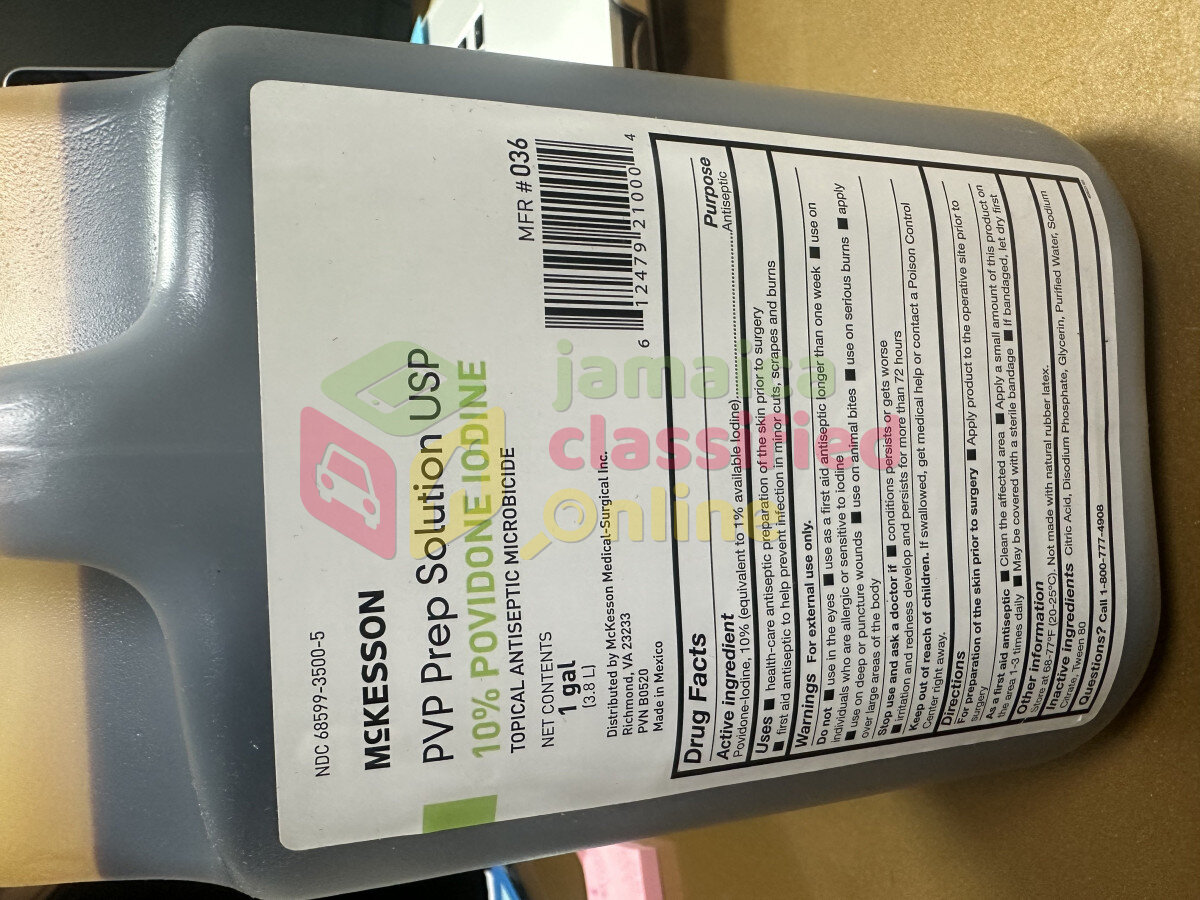 NDC 68599-3500-5
MCKESSON
PVP Prep Solution USP
10% POVIDONE IODINE
TOPICAL ANTISEPTIC MICROBICIDE
NET CONTENTS
1 gal
(3.8 L)
MFR # 036
6 12479 21000 4
Distributed by McKesson Medical-Surgical Inc.
Richmond, VA 23233
PVN B0520
Made in Mexico
Drug Facts
Active ingredient Purpose
Povidone-Iodine, 10% (equivalent to 1% available Iodine)..................................Antiseptic
Uses ■ health-care antiseptic preparation of the skin prior to surgery
■ first aid antiseptic to help prevent infection in minor cuts, scrapes and burns
Warnings For external use only.
Do not ■ use in the eyes ■ use as a first aid antiseptic longer than one week ■ use on
individuals who are allergic or sensitive to iodine
■ use on deep or puncture wounds ■ use on animal bites ■ use on serious burns ■ apply
over large areas of the body
Stop use and ask a doctor if ■ conditions persists or gets worse
■ irritation and redness develop and persists for more than 72 hours
Keep out of reach of children. If swallowed, get medical help or contact a Poison Control
Center right away.
Directions
For preparation of the skin prior to surgery ■ Apply product to the operative site prior to
surgery
As a first aid antiseptic ■ Clean the affected area ■ Apply a small amount of this product on
the area 1-3 times daily ■ May be covered with a sterile bandage ■ If bandaged, let dry first
Other information
Store at 68-77°F (20-25°C). Not made with natural rubber latex.
Inactive ingredients Citric Acid, Disodium Phosphate, Glycerin, Purified Water, Sodium
Citrate, Tween 80
Questions? Call 1-800-777-4908
jamaica
classified
Online